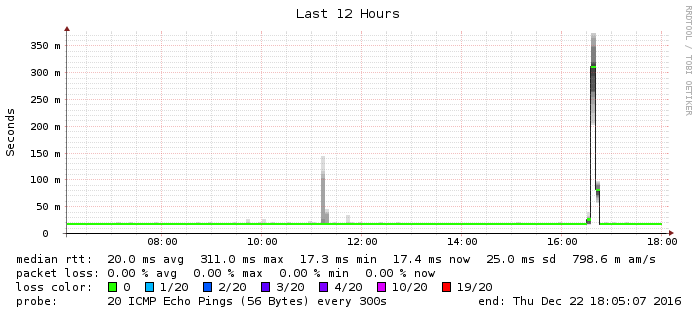 Last 12 Hours
RRDTOOL / TOBI OETIKER
Seconds
350 m
300 m
250 m
200 m
150 m
100 m
50 m
0
08:00 10:00 12:00 14:00 16:00 18:00
median rtt: 20.0 ms avg 311.0 ms max 17.3 ms min 17.4 ms now 25.0 ms sd 798.6 m am/s
packet loss: 0.00 % avg 0.00 % max 0.00 % min 0.00 % now
loss color: 0 1/20 2/20 3/20 4/20 10/20 19/20
probe: 20 ICMP Echo Pings (56 Bytes) every 300s end: Thu Dec 22 18:05:07 2016